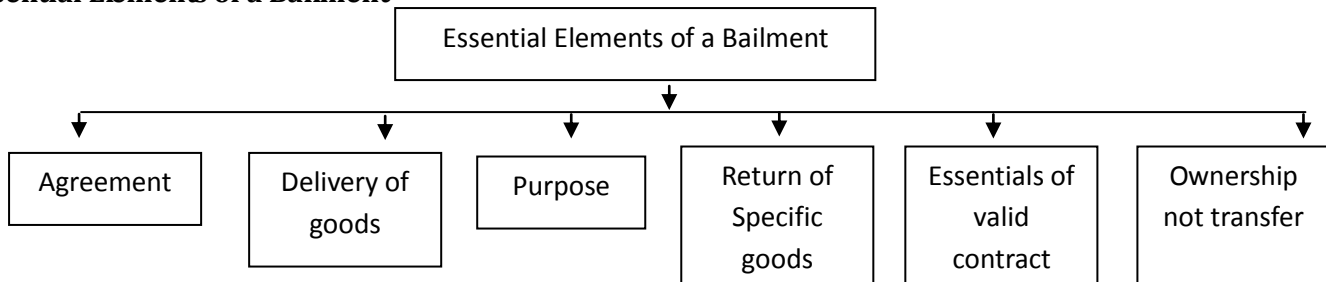 Essential Elements of a Bailment
Agreement
Delivery of
goods
Purpose
Return of
Specific
goods
Essentials of
valid
contract
Ownership
not transfer